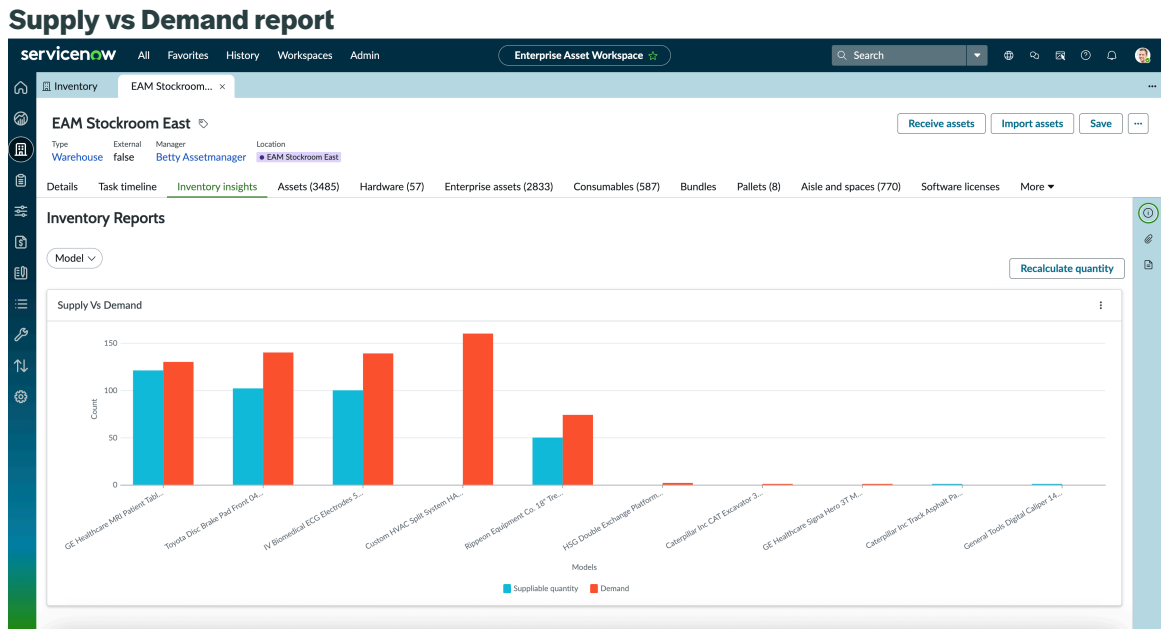 Supply vs Demand report
servicenow All Favorites History Workspaces Admin Enterprise Asset Workspace Search
Inventory EAM Stockroom...
EAM Stockroom East Receive assets Import assets Save
Type External Manager Location
Warehouse false Betty Assetmanager EAM Stockroom East
Details Task timeline Inventory insights Assets (3485) Hardware (57) Enterprise assets (2833) Consumables (587) Bundles Pallets (8) Aisle and spaces (770) Software licenses More
Inventory Reports
Model
Recalculate quantity
Supply Vs Demand
150
100
50
0
Count
GE Healthcare MRI Patient Tabl...
Toyota Disc Brake Pad Front 04...
IV Biomedical ECG Electrodes S...
Custom HVAC Split System HA...
Rippeon Equipment Co. 18" Tre...
HSG Double Exchange Platform...
Caterpillar Inc CAT Excavator 3...
GE Healthcare Signa Hero 3T M...
Caterpillar Inc Track Asphalt Pa...
General Tools Digital Caliper 14...
Models
Suppliable quantity Demand